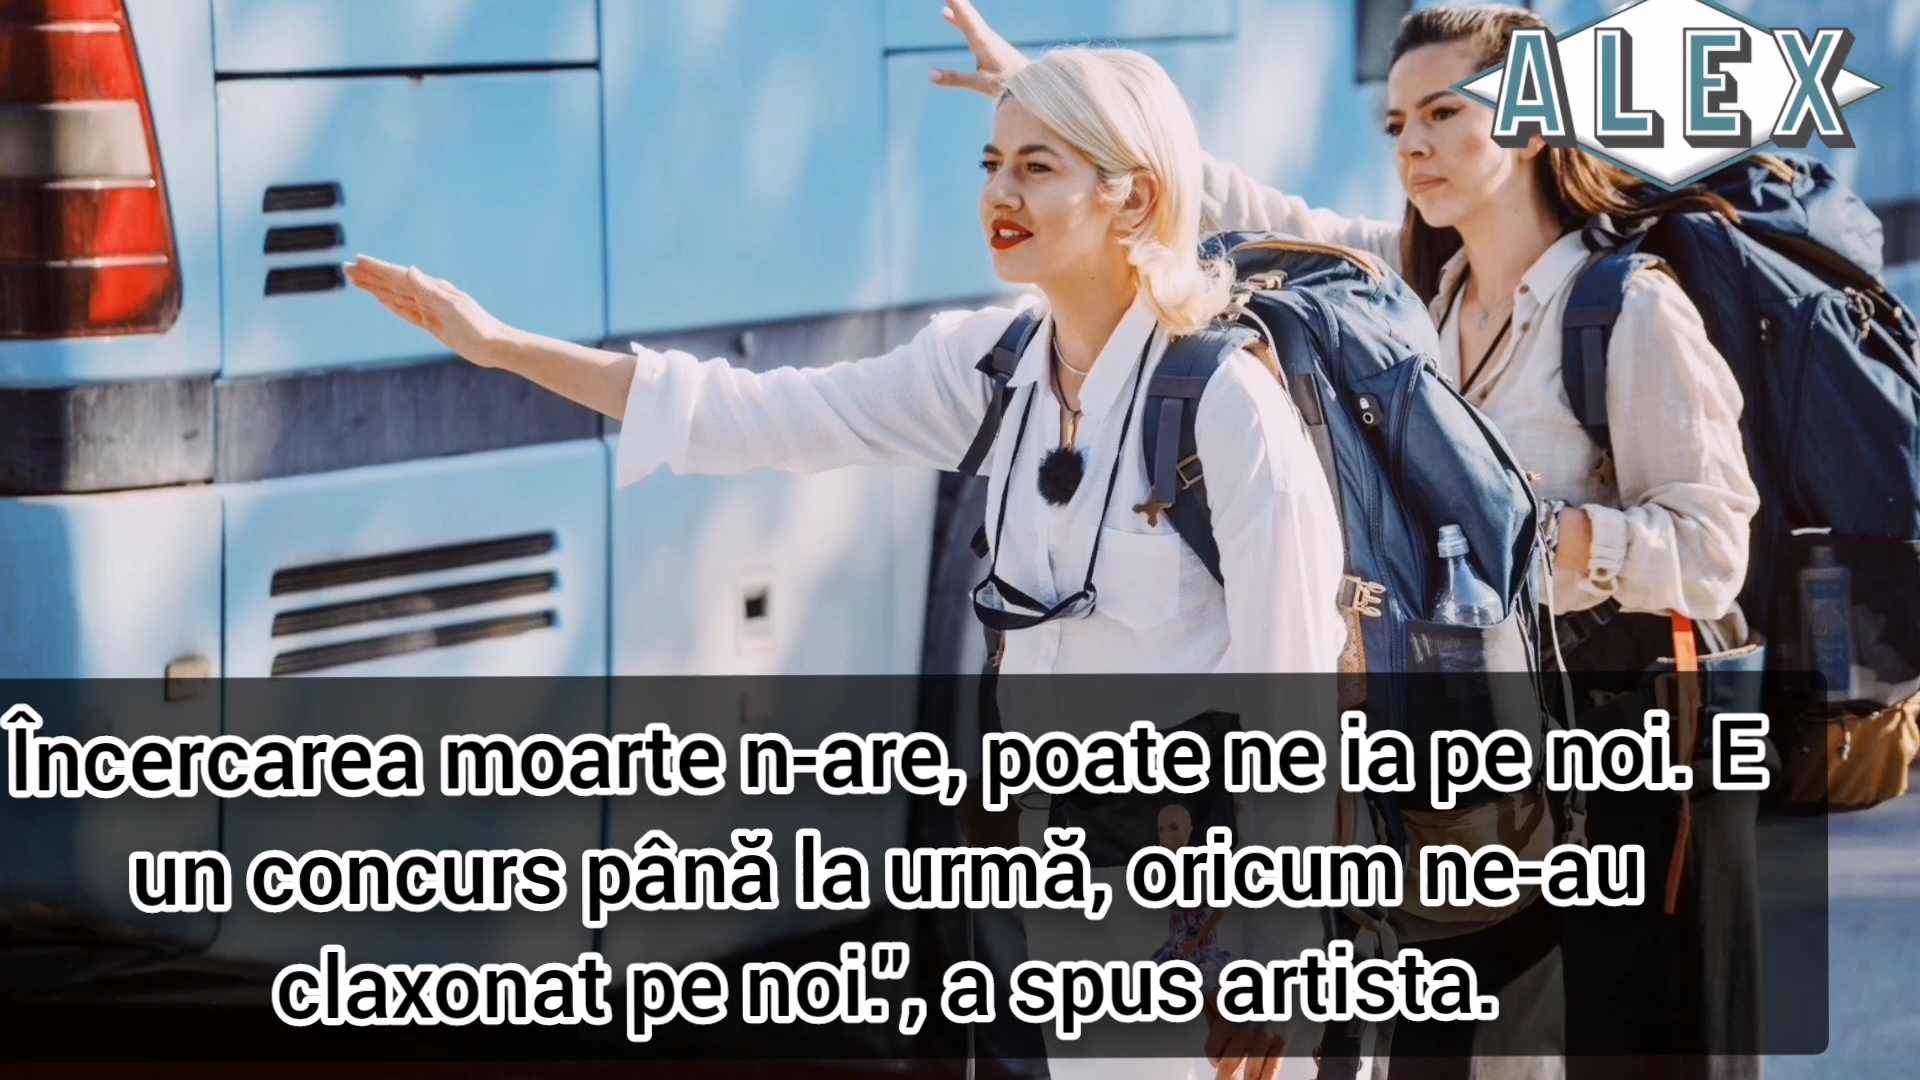 ALEX
Încercarea moarte n-are, poate ne ia pe noi. E
un concurs până la urmă, oricum ne-au
claxonat pe noi.", a spus artista.